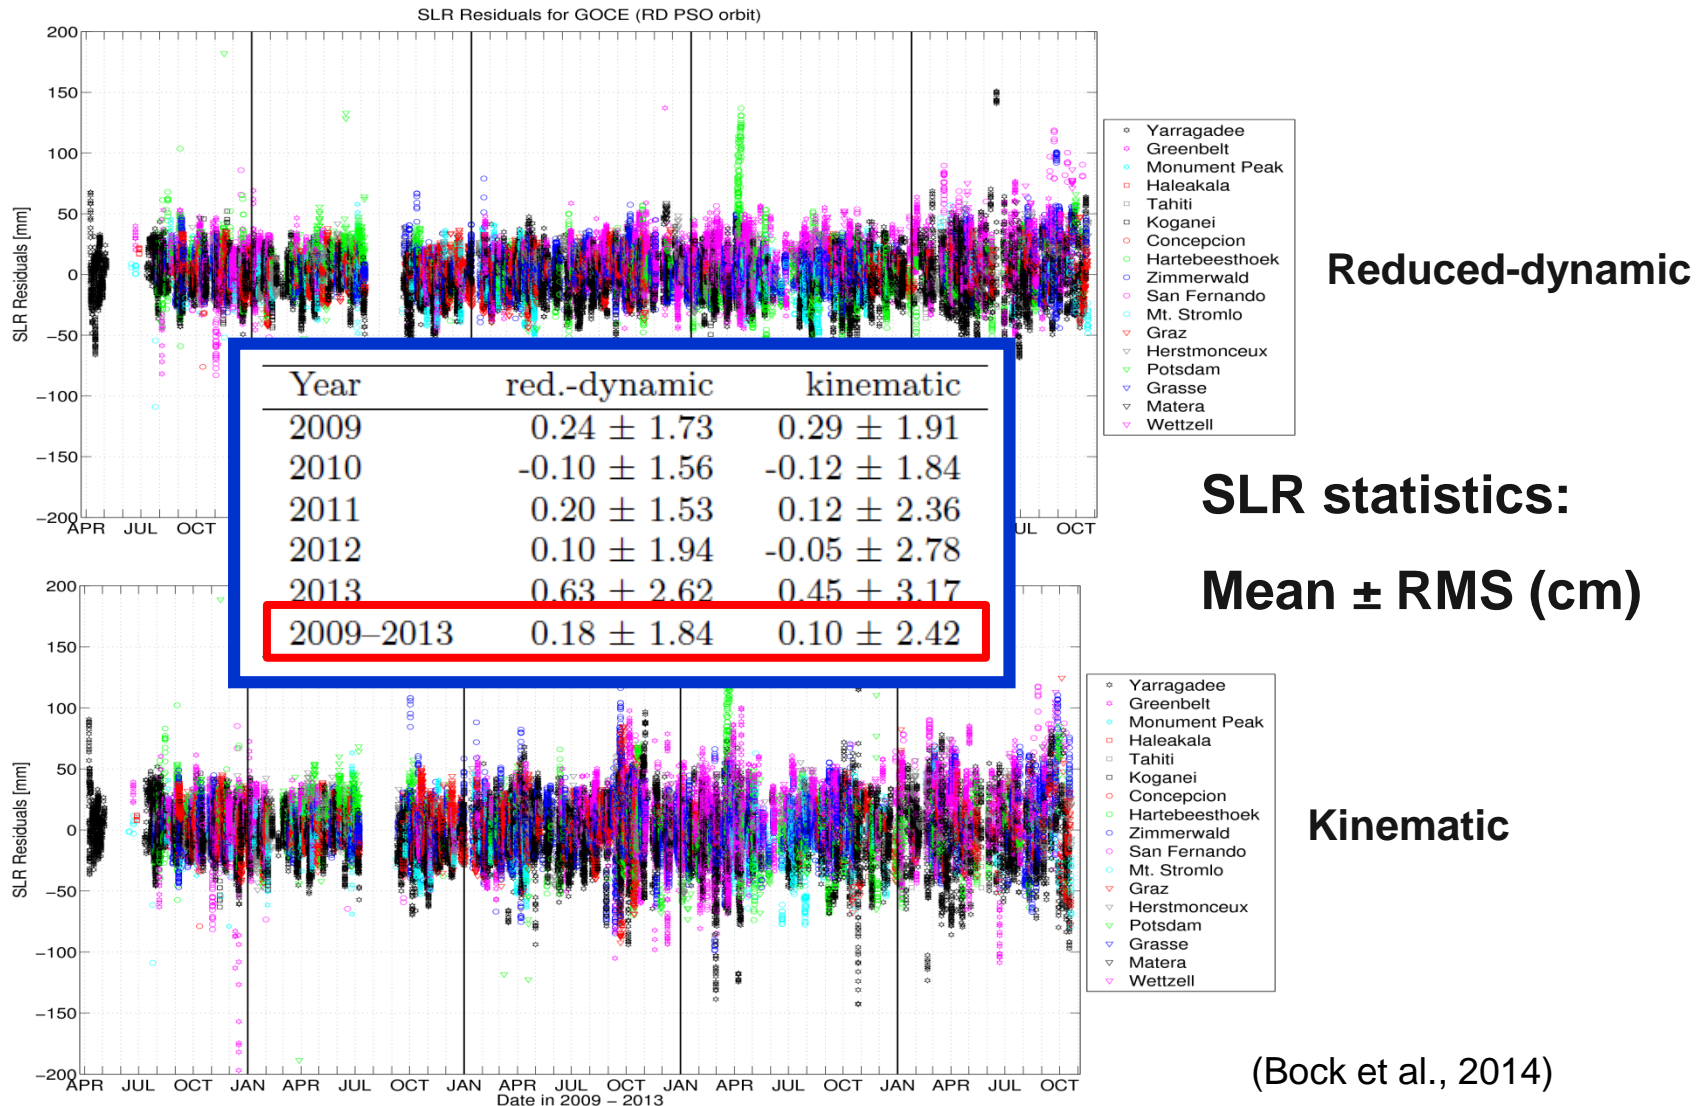 SLR Residuals for GOCE (RD PSO orbit)
200
150
100
50
0
−50
−100
−150
−200
SLR Residuals [mm]
APR JUL OCT UL OCT
Yarragadee
Greenbelt
Monument Peak
Haleakala
Tahiti
Koganei
Concepcion
Hartebeesthoek
Zimmerwald
San Fernando
Mt. Stromlo
Graz
Herstmonceux
Potsdam
Grasse
Matera
Wettzell
Reduced-dynamic
Year red.-dynamic kinematic
2009 0.24 ± 1.73 0.29 ± 1.91
2010 -0.10 ± 1.56 -0.12 ± 1.84
2011 0.20 ± 1.53 0.12 ± 2.36
2012 0.10 ± 1.94 -0.05 ± 2.78
2013 0.63 ± 2.62 0.45 ± 3.17
2009–2013 0.18 ± 1.84 0.10 ± 2.42
SLR statistics:
Mean ± RMS (cm)
200
150
100
50
0
−50
−100
−150
−200
SLR Residuals [mm]
APR JUL OCT JAN APR JUL OCT JAN APR JUL OCT JAN APR JUL OCT JAN APR JUL OCT
Date in 2009 − 2013
Yarragadee
Greenbelt
Monument Peak
Haleakala
Tahiti
Koganei
Concepcion
Hartebeesthoek
Zimmerwald
San Fernando
Mt. Stromlo
Graz
Herstmonceux
Potsdam
Grasse
Matera
Wettzell
Kinematic
(Bock et al., 2014)